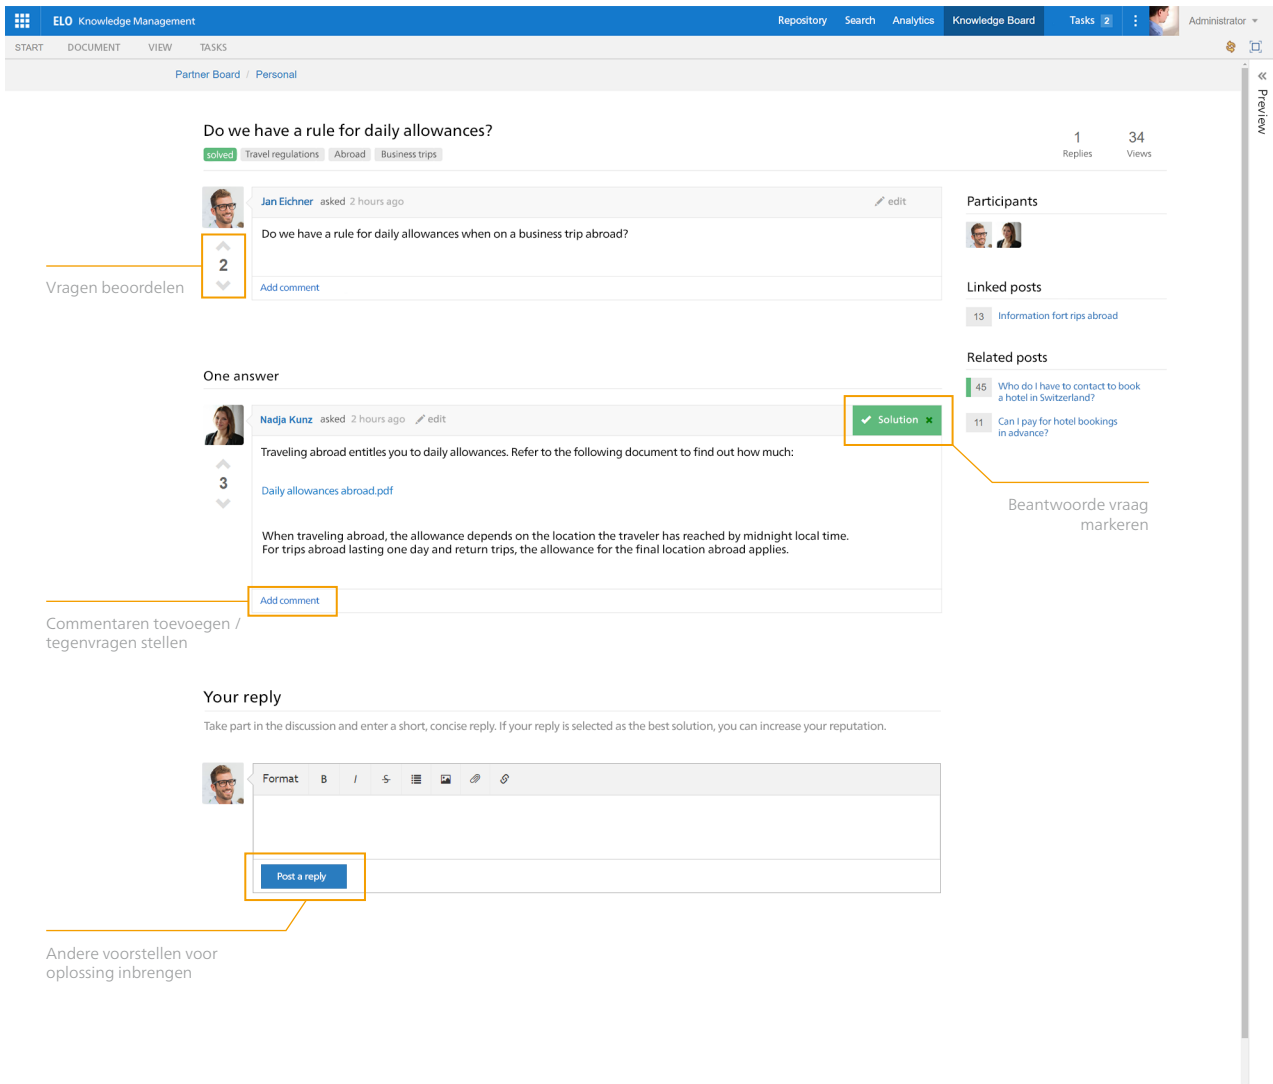 ELO Knowledge Management
Repository Search Analytics Knowledge Board Tasks 2 Administrator
START DOCUMENT VIEW TASKS
Partner Board / Personal
Preview
Do we have a rule for daily allowances?
solved Travel regulations Abroad Business trips
1 34
Replies Views
Jan Eichner asked 2 hours ago edit
Do we have a rule for daily allowances when on a business trip abroad?
2
Add comment
Vragen beoordelen
Participants
Linked posts
13 Information fort rips abroad
Related posts
45 Who do I have to contact to book
a hotel in Switzerland?
11 Can I pay for hotel bookings
in advance?
One answer
Nadja Kunz asked 2 hours ago edit
Solution
Traveling abroad entitles you to daily allowances. Refer to the following document to find out how much:
3
Daily allowances abroad.pdf
When traveling abroad, the allowance depends on the location the traveler has reached by midnight local time.
For trips abroad lasting one day and return trips, the allowance for the final location abroad applies.
Beantwoorde vraag
markeren
Add comment
Commentaren toevoegen /
tegenvragen stellen
Your reply
Take part in the discussion and enter a short, concise reply. If your reply is selected as the best solution, you can increase your reputation.
Format B I S
Post a reply
Andere voorstellen voor
oplossing inbrengen